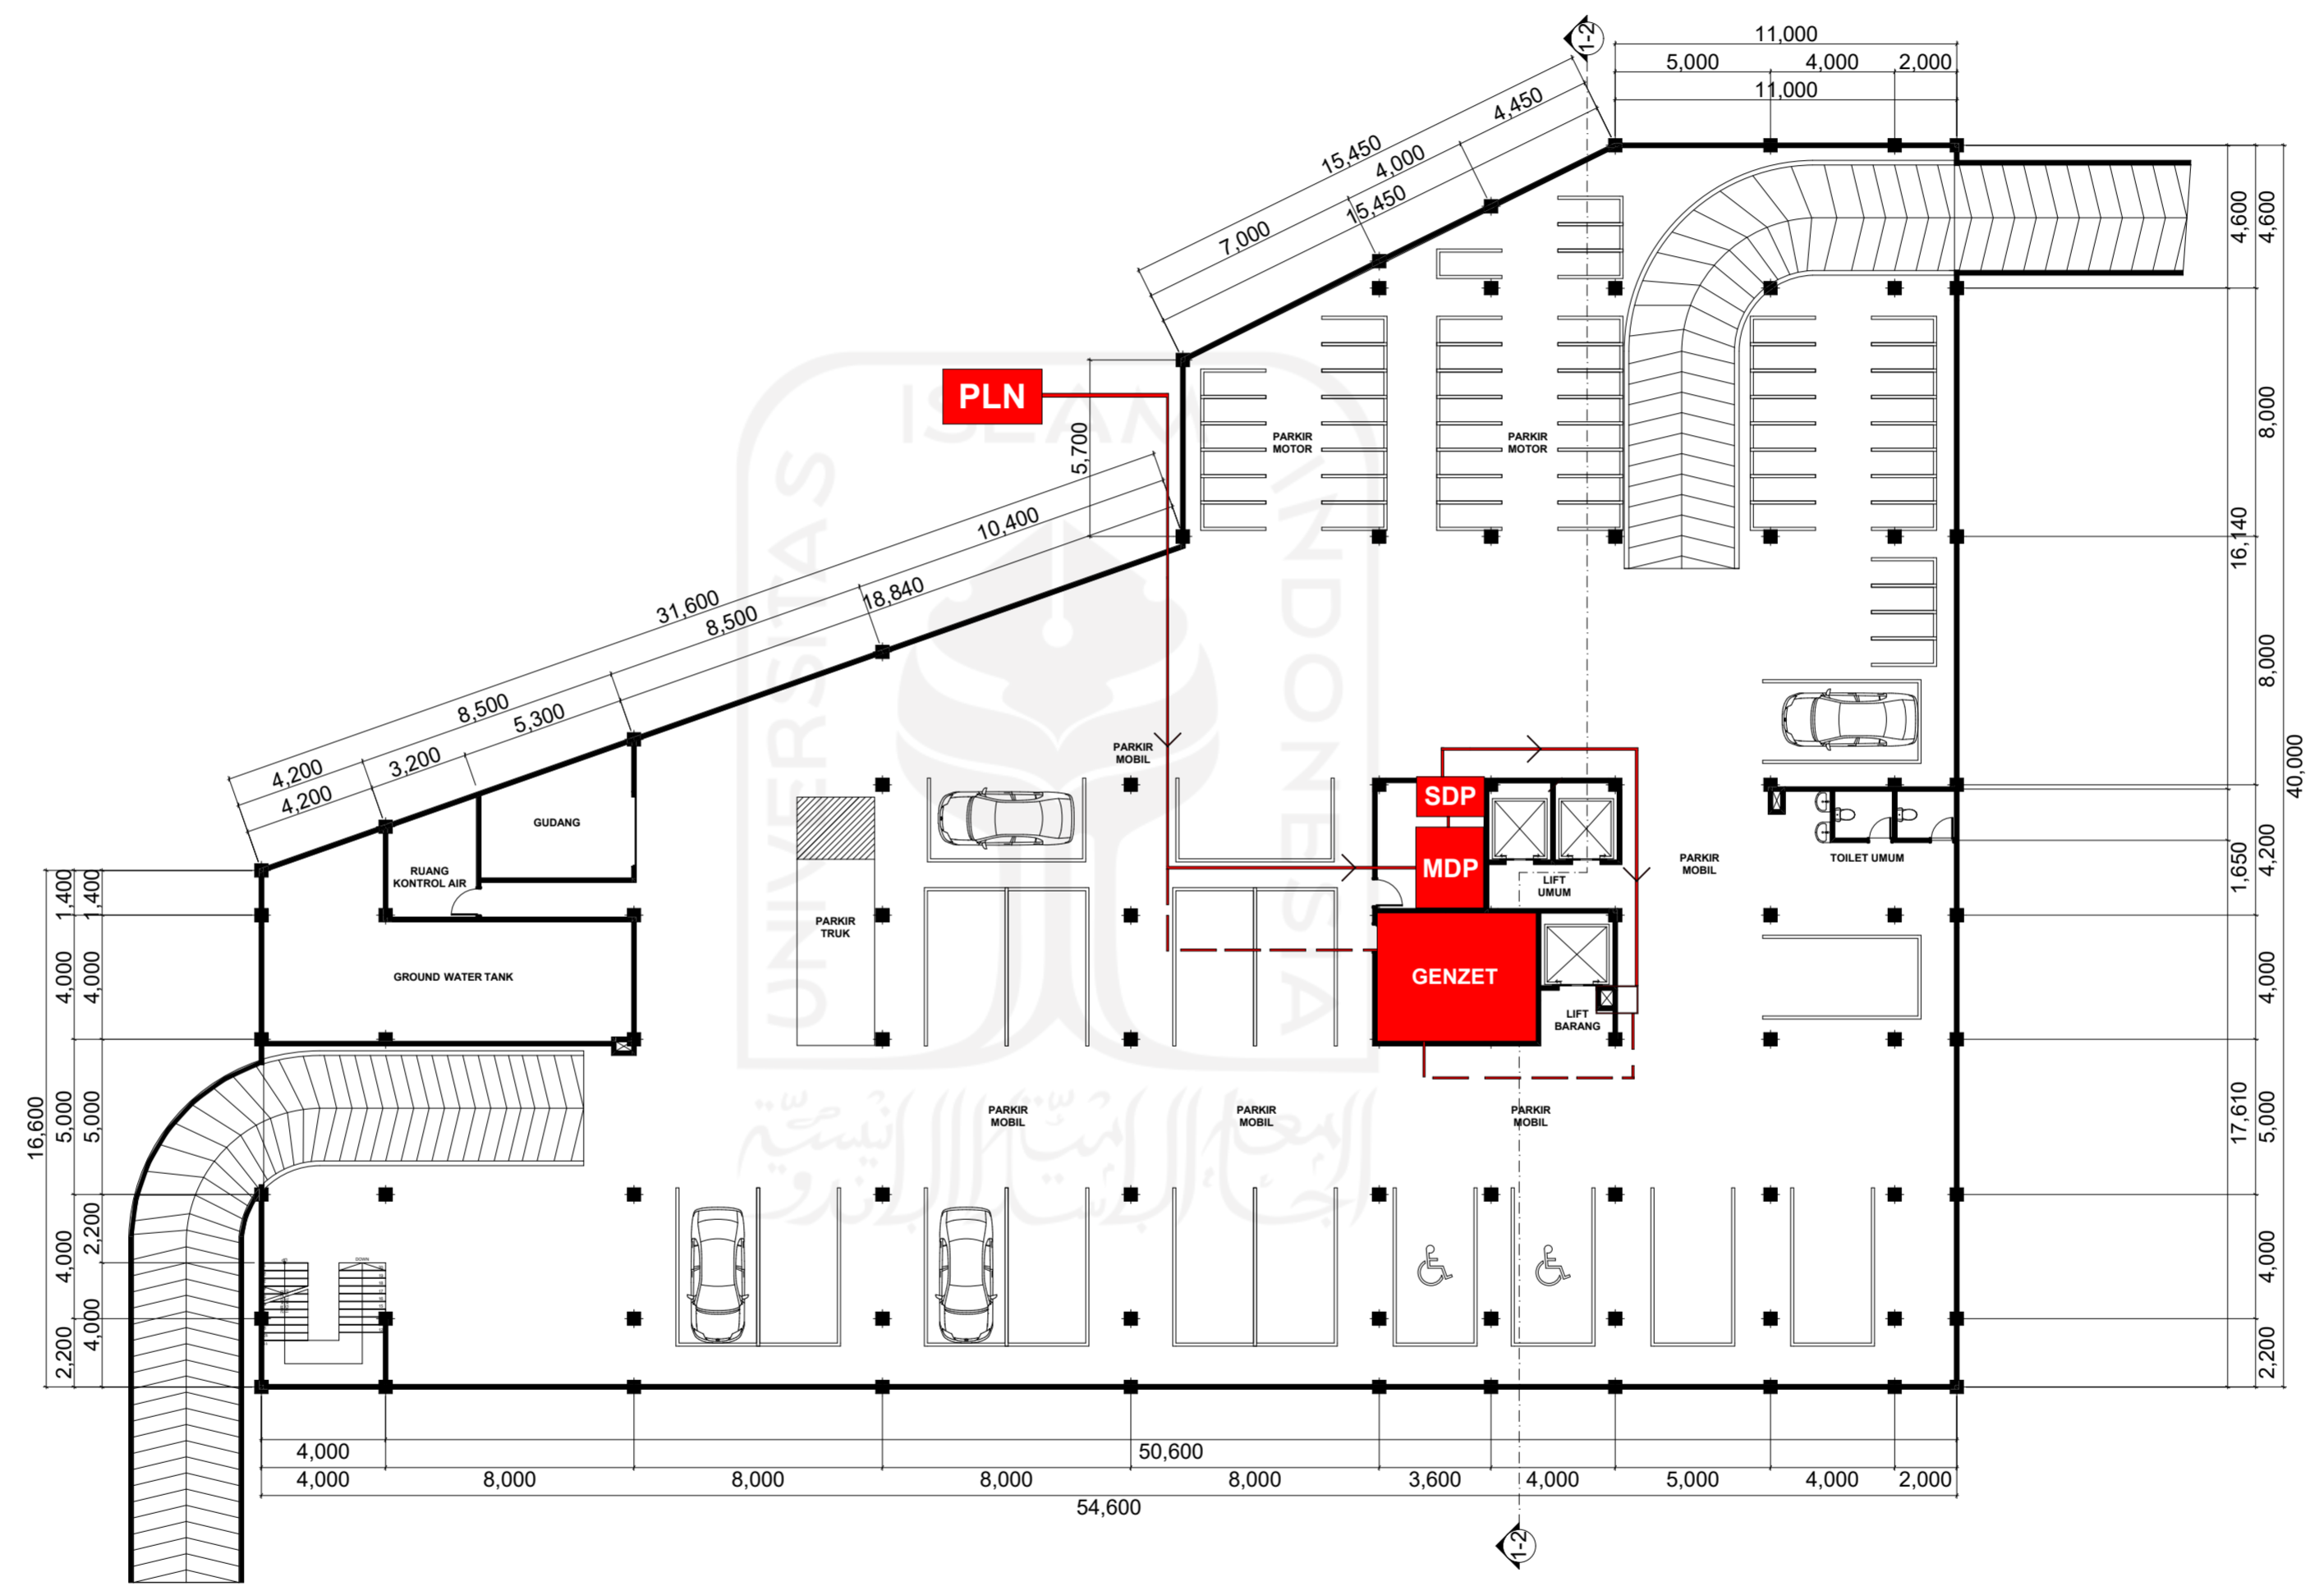 1-2
11,000
5,000
4,000
2,000
11,000
15,450
4,450
4,000
15,450
7,000
4,600
4,600
PLN
ISLAM
UNIVERSITAS
INDONESIA
5,700
PARKIR
MOTOR
PARKIR
MOTOR
8,000
16,140
31,600
10,400
18,840
8,500
8,500
5,300
4,200
3,200
4,200
8,000
40,000
PARKIR
MOBIL
GUDANG
RUANG
KONTROL AIR
PARKIR
TRUK
SDP
MDP
LIFT
UMUM
PARKIR
MOBIL
TOILET UMUM
1,650
4,200
1,400
1,400
GROUND WATER TANK
GENZET
LIFT
BARANG
4,000
4,000
4,000
PARKIR
MOBIL
PARKIR
MOBIL
PARKIR
MOBIL
16,600
5,000
5,000
17,610
5,000
4,000
2,200
4,000
2,200
4,000
2,200
4,000
50,600
4,000
8,000
8,000
8,000
8,000
3,600
4,000
5,000
4,000
2,000
54,600
1-2